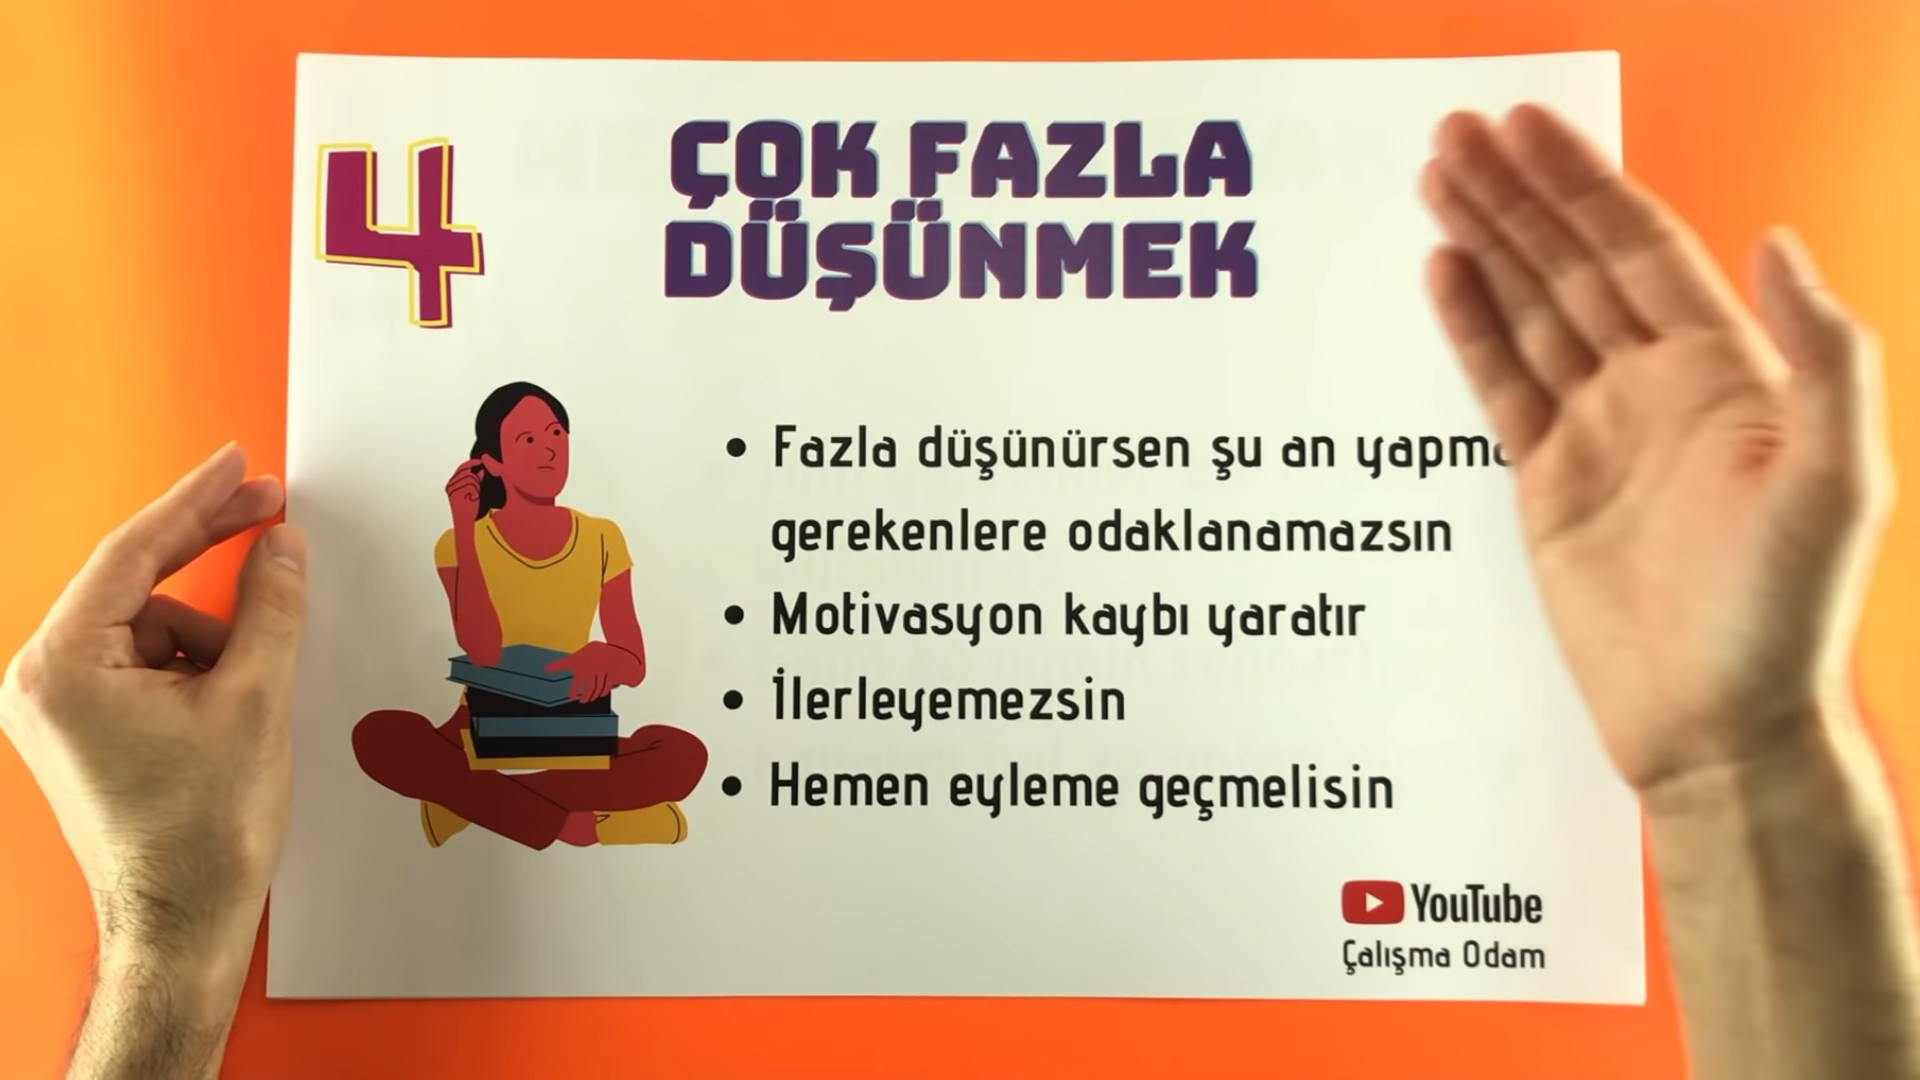 4
ÇOK FAZLA
DÜŞÜNMEK
• Fazla düşünürsen şu an
gerekenlere odaklanamazsın
• Motivasyon kaybı yaratır
• İlerleyemezsin
• Hemen eyleme geçmelisin
YouTube
Çalışma Odam